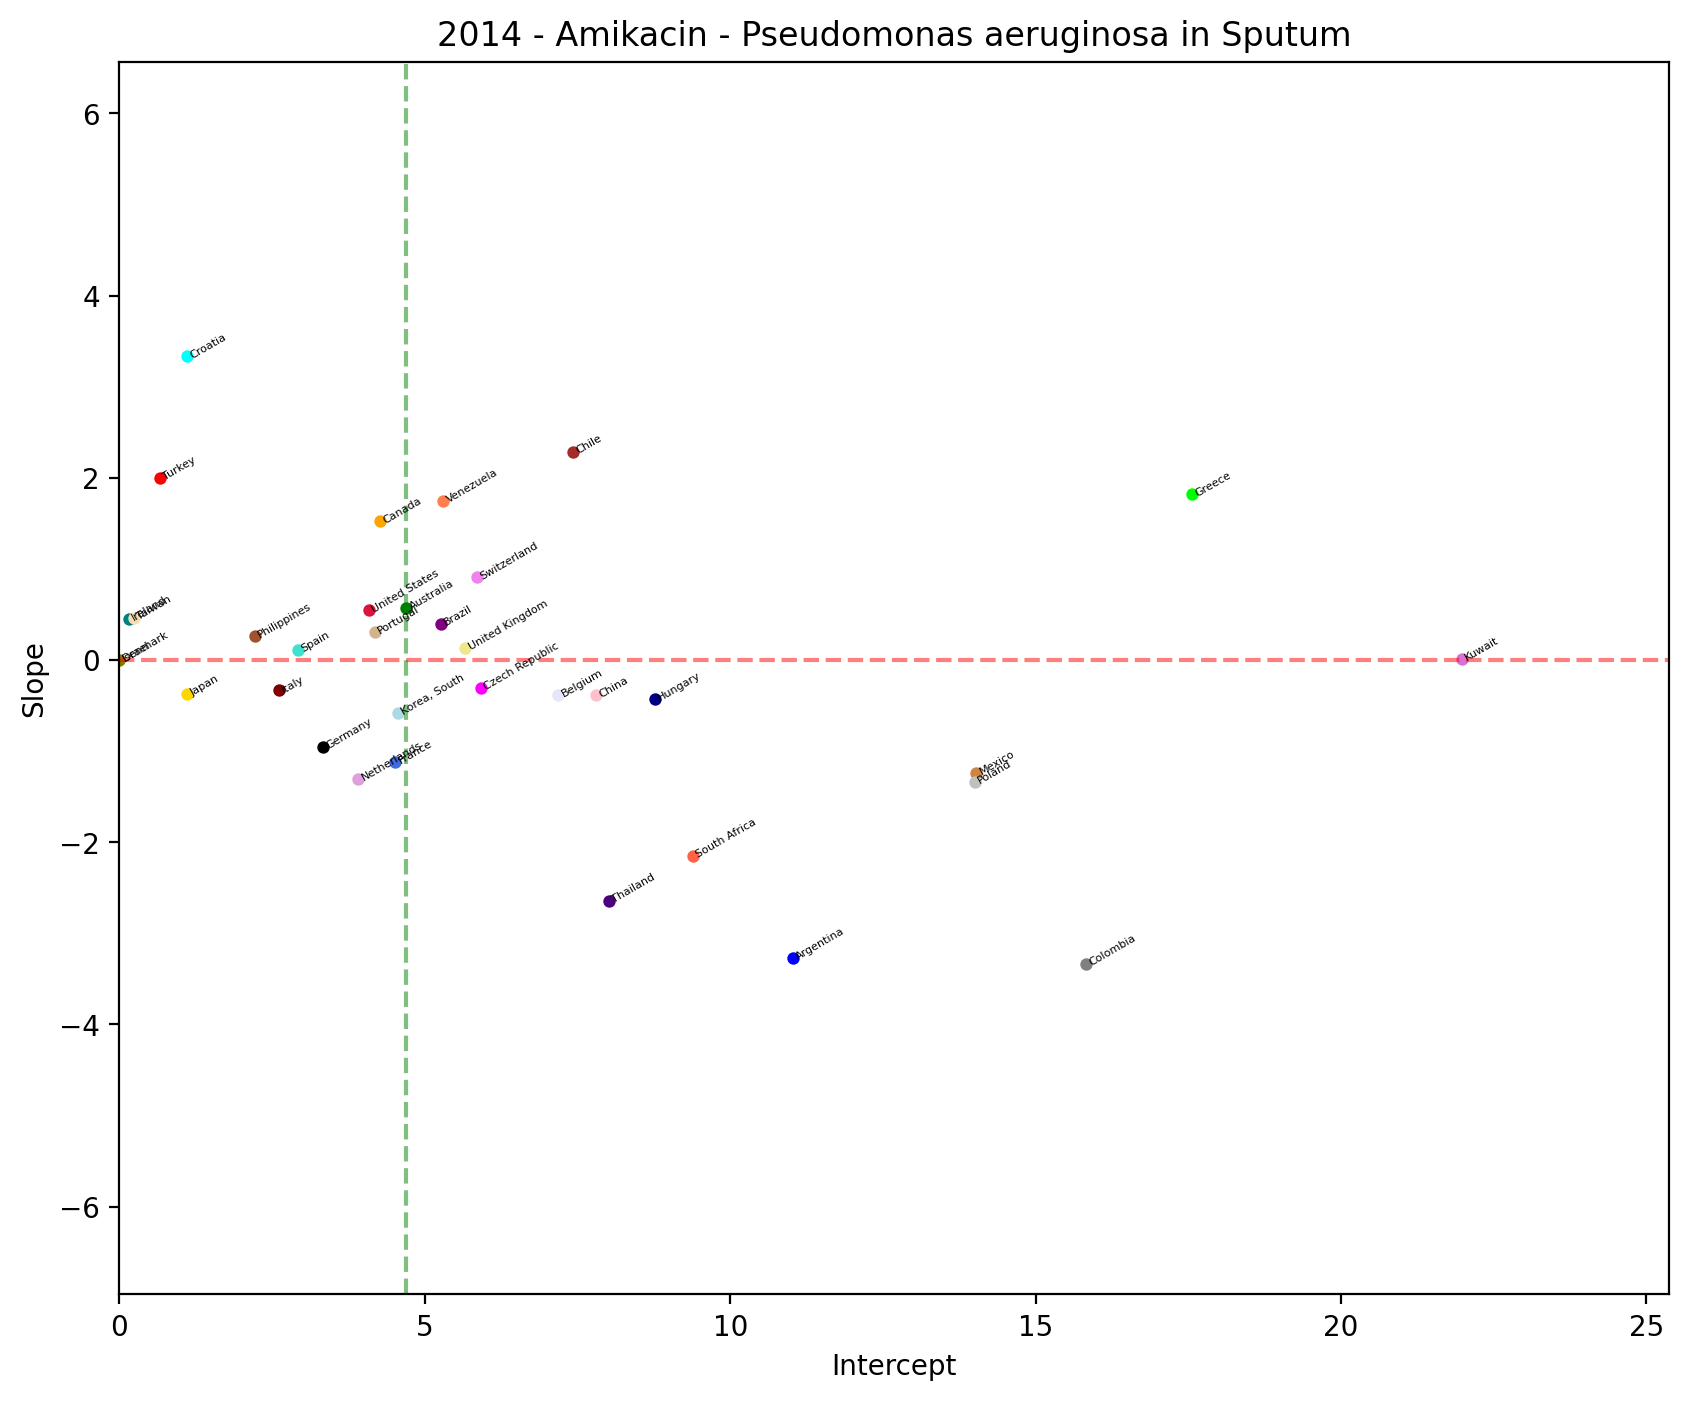 2014 - Amikacin - Pseudomonas aeruginosa in Sputum
6
4
2
0
−2
−4
−6
Slope
Croatia
Chile
Turkey
Venezuela
Canada
Greece
Switzerland
United States
Australia
Ireland
Taiwan
Philippines
Portugal
Brazil
United Kingdom
Spain
Denmark
Kuwait
Japan
Italy
Czech Republic
Korea, South
Belgium
China
Hungary
Germany
Netherlands
France
Mexico
Poland
South Africa
Thailand
Argentina
Colombia
0
5
10
15
20
25
Intercept